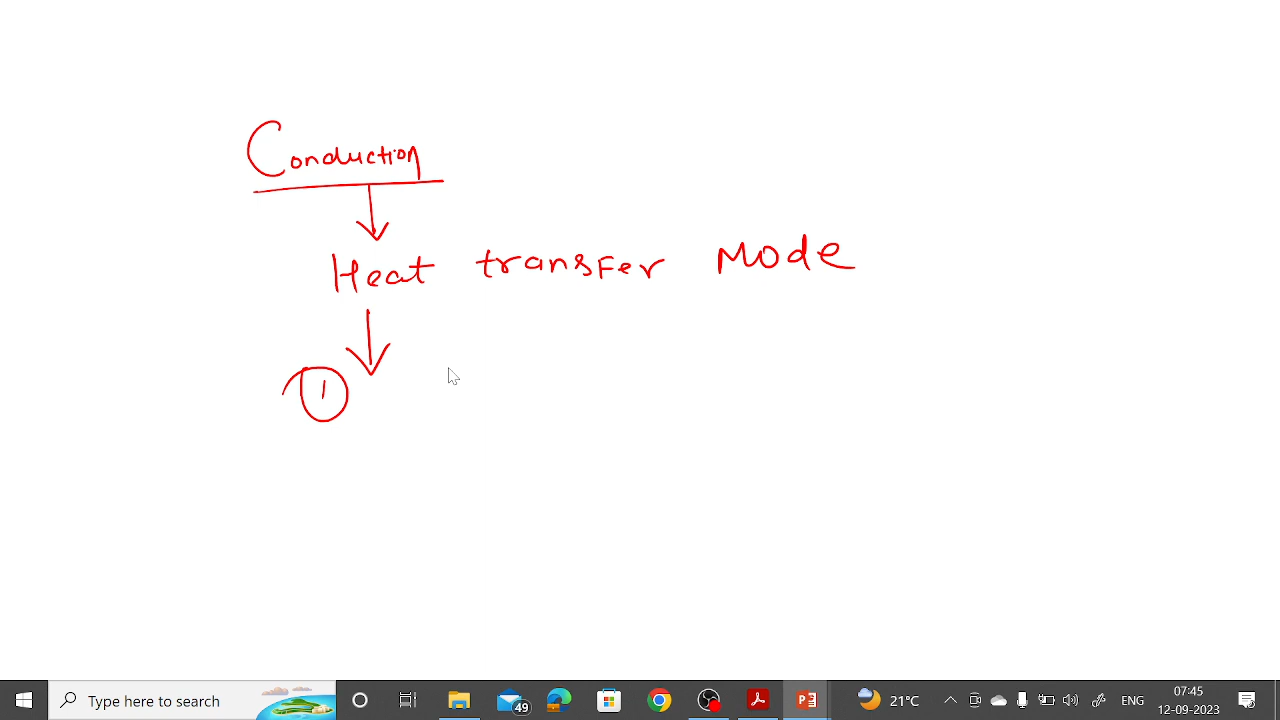 Conduction
Heat transfer Mode
1
Type here to search
49
21°C
ENG
07:45
12-09-2023